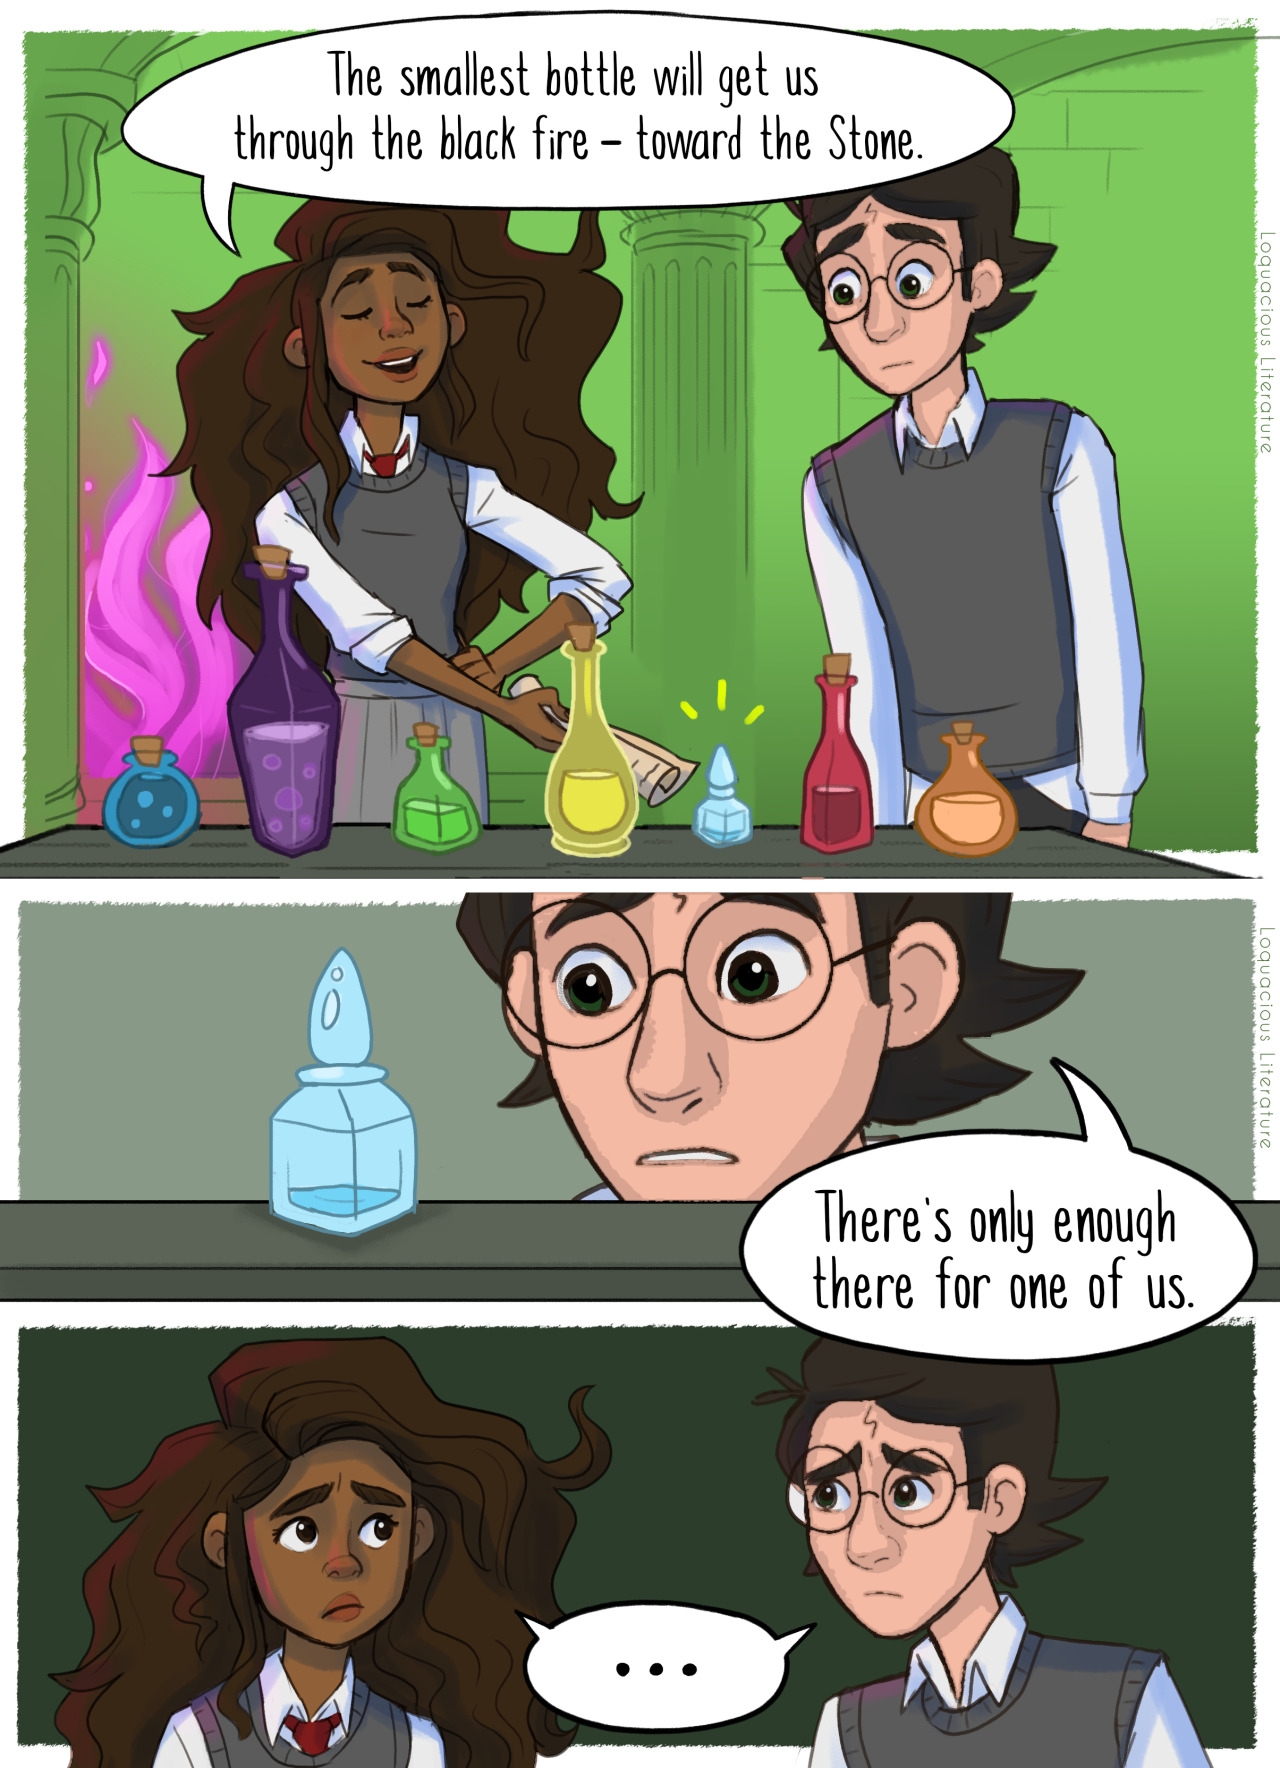 The smallest bottle will get us
through the black fire – toward the Stone.
Loquacious Literature
Loquacious Literature
There's only enough
there for one of us.
...